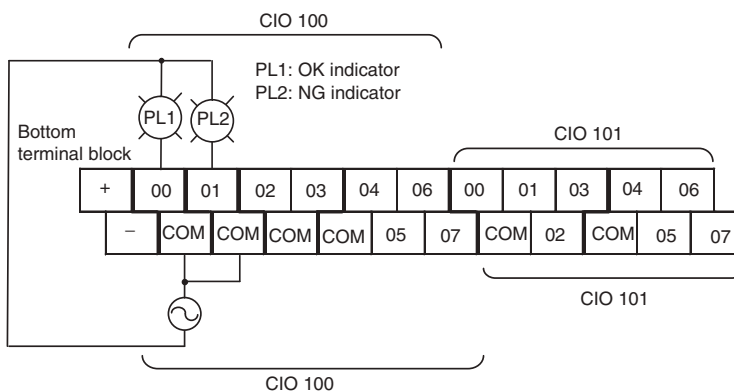 CIO 100
PL1: OK indicator
PL2: NG indicator
PL1 PL2
Bottom
terminal block
CIO 101
+ 00 01 02 03 04 06 00 01 03 04 06
− COM COM COM COM 05 07 COM 02 COM 05 07
CIO 101
CIO 100